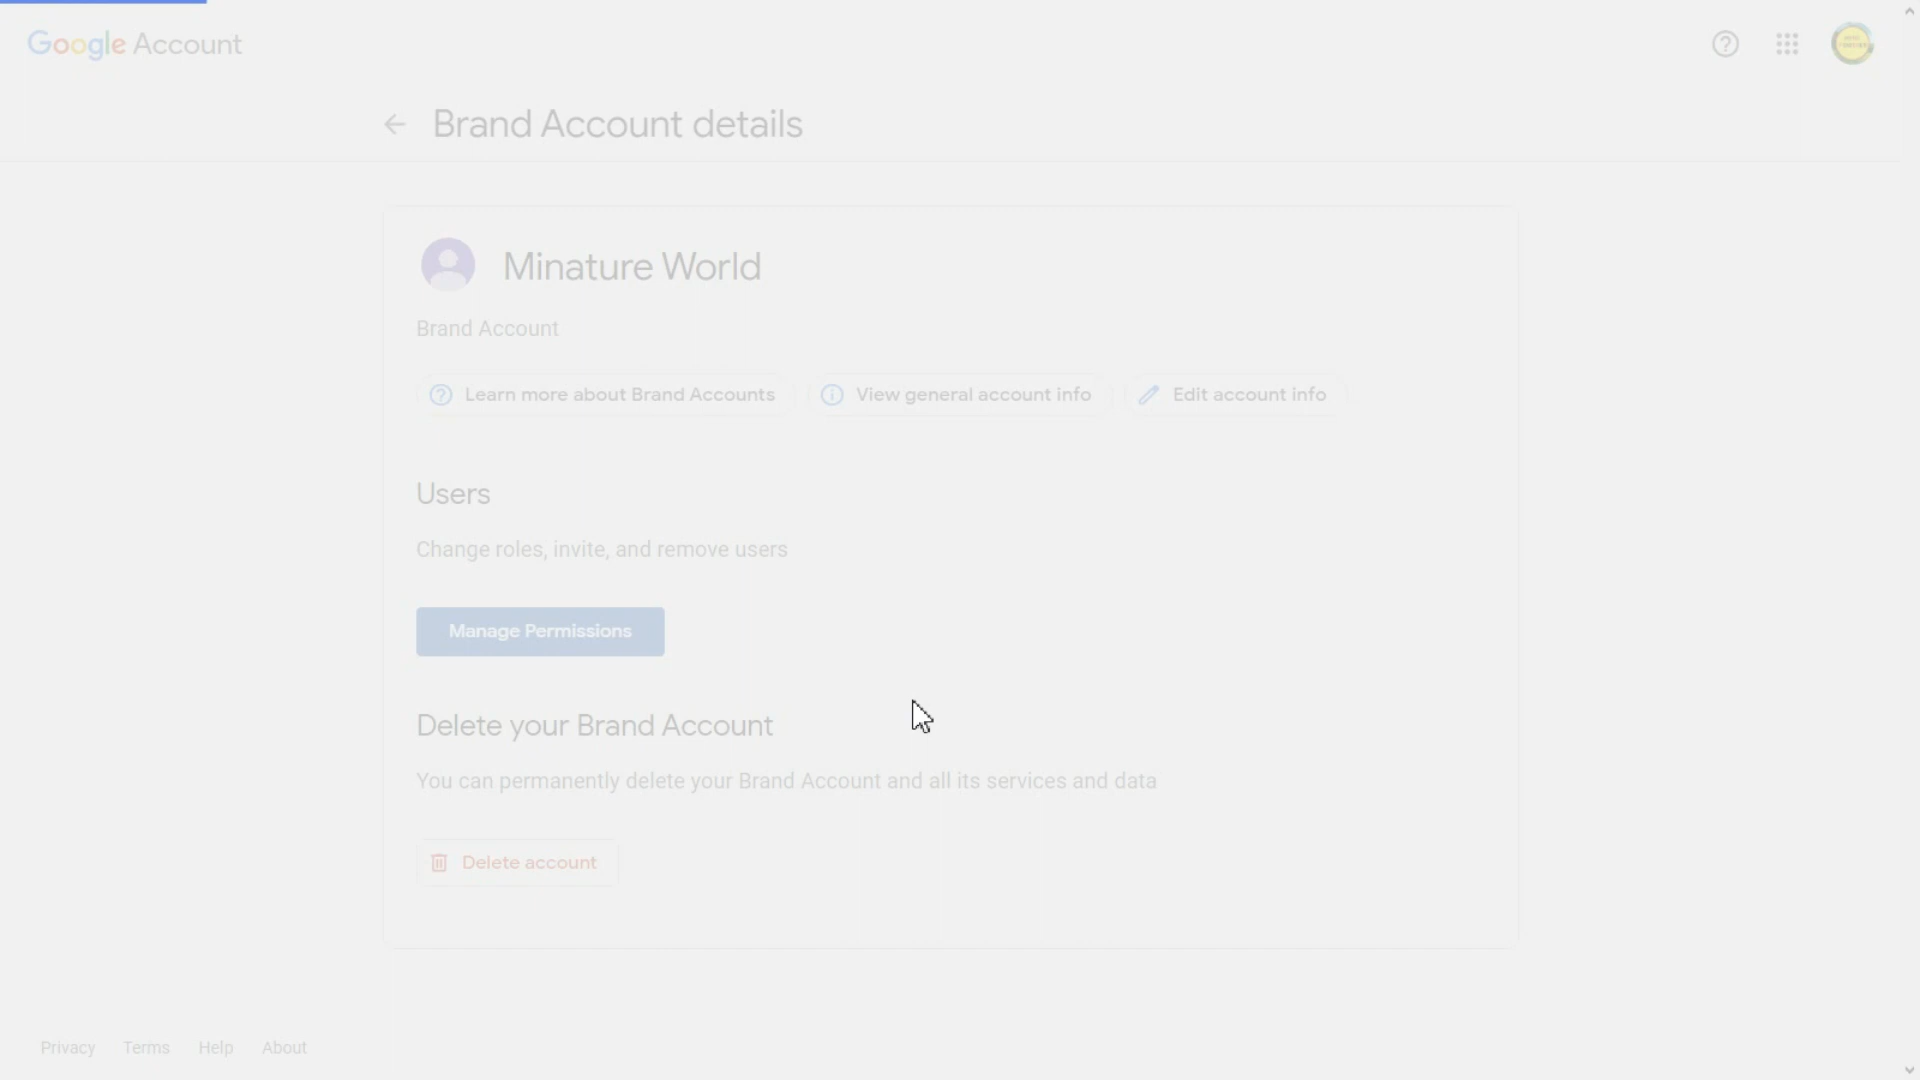 Google Account
Brand Account details
Minature World
Brand Account
Learn more about Brand Accounts
View general account info
Edit account info
Users
Change roles, invite, and remove users
Manage Permissions
Delete your Brand Account
You can permanently delete your Brand Account and all its services and data
Delete account
Privacy Terms Help About